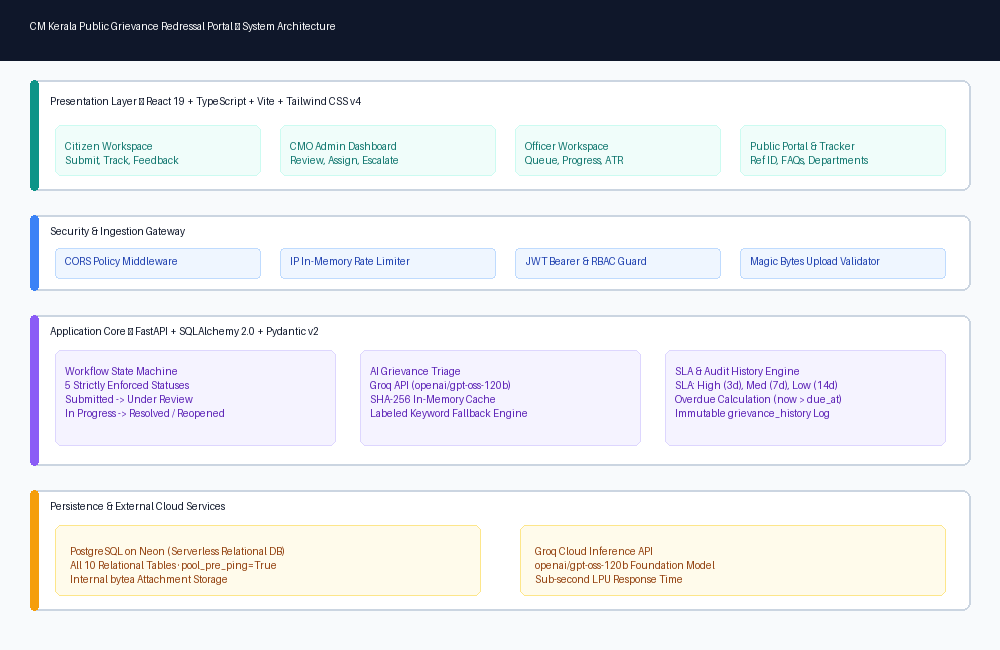 CM Kerala Public Grievance Redressal Portal ⌷ System Architecture
Presentation Layer ⌷ React 19 + TypeScript + Vite + Tailwind CSS v4
Citizen Workspace
Submit, Track, Feedback
CMO Admin Dashboard
Review, Assign, Escalate
Officer Workspace
Queue, Progress, ATR
Public Portal & Tracker
Ref ID, FAQs, Departments
Security & Ingestion Gateway
CORS Policy Middleware
IP In-Memory Rate Limiter
JWT Bearer & RBAC Guard
Magic Bytes Upload Validator
Application Core ⌷ FastAPI + SQLAlchemy 2.0 + Pydantic v2
Workflow State Machine
5 Strictly Enforced Statuses
Submitted -> Under Review
In Progress -> Resolved / Reopened
AI Grievance Triage
Groq API (openai/gpt-oss-120b)
SHA-256 In-Memory Cache
Labeled Keyword Fallback Engine
SLA & Audit History Engine
SLA: High (3d), Med (7d), Low (14d)
Overdue Calculation (now > due_at)
Immutable grievance_history Log
Persistence & External Cloud Services
PostgreSQL on Neon (Serverless Relational DB)
All 10 Relational Tables · pool_pre_ping=True
Internal bytea Attachment Storage
Groq Cloud Inference API
openai/gpt-oss-120b Foundation Model
Sub-second LPU Response Time